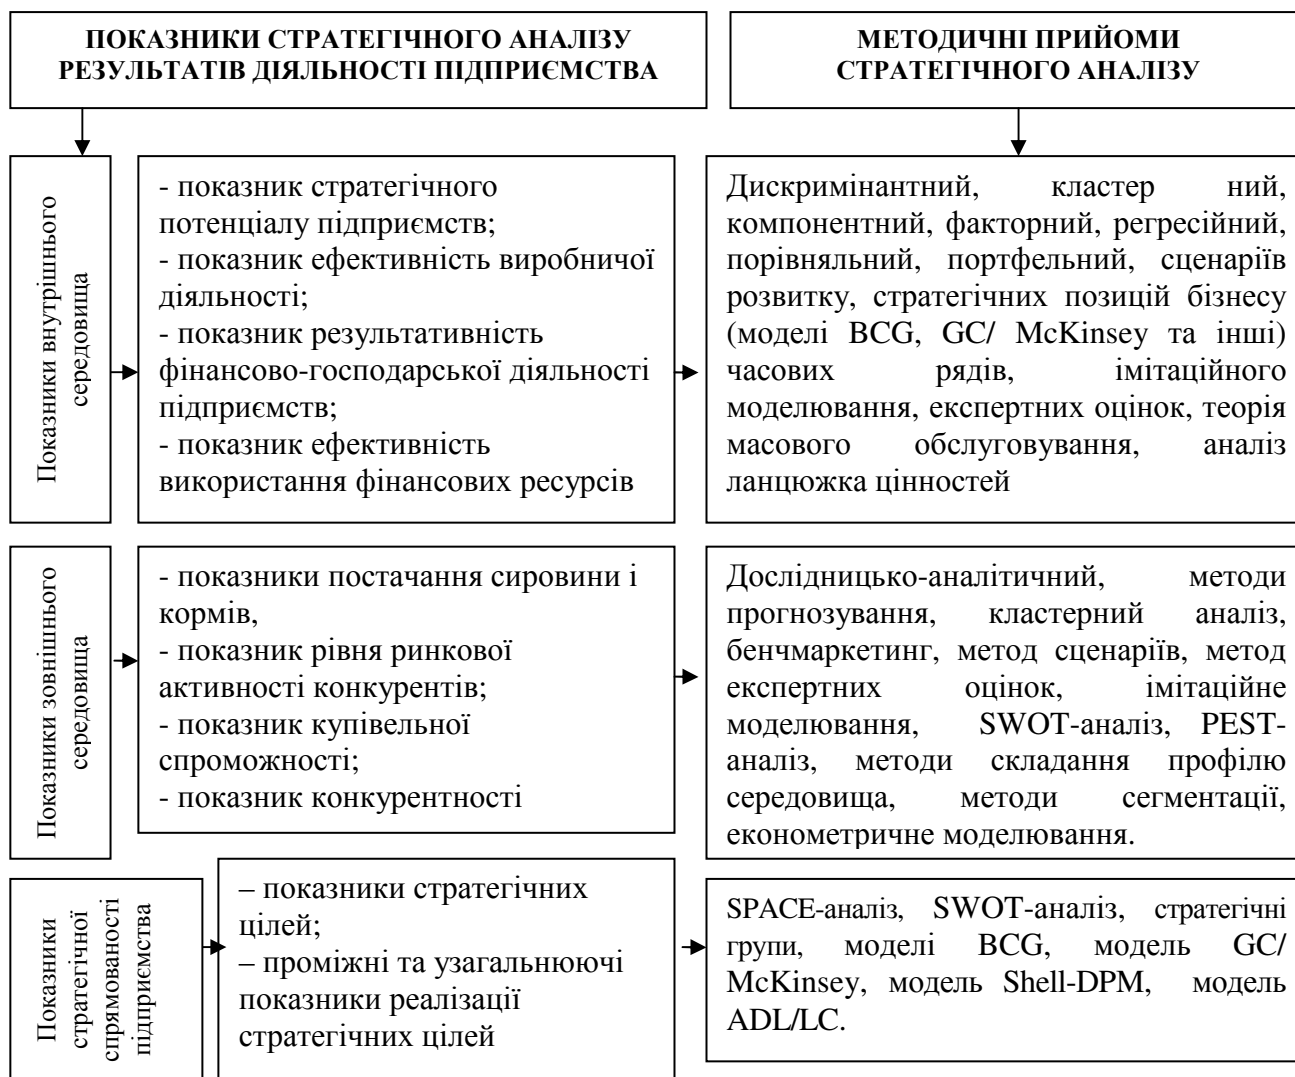 ПОКАЗНИКИ СТРАТЕГІЧНОГО АНАЛІЗУ
РЕЗУЛЬТАТІВ ДІЯЛЬНОСТІ ПІДПРИЄМСТВА
МЕТОДИЧНІ ПРИЙОМИ
СТРАТЕГІЧНОГО АНАЛІЗУ
Показники внутрішнього
середовища
- показник стратегічного
потенціалу підприємств;
- показник ефективність виробничої
діяльності;
- показник результативність
фінансово-господарської діяльності
підприємств;
- показник ефективність
використання фінансових ресурсів
Дискримінантний, кластер ний,
компонентний, факторний, регресійний,
порівняльний, портфельний, сценаріїв
розвитку, стратегічних позицій бізнесу
(моделі BCG, GC/ McKinsey та інші)
часових рядів, імітаційного
моделювання, експертних оцінок, теорія
масового обслуговування, аналіз
ланцюжка цінностей
Показники зовнішнього
середовища
- показники постачання сировини і
кормів,
- показник рівня ринкової
активності конкурентів;
- показник купівельної
спроможності;
- показник конкурентності
Дослідницько-аналітичний, методи
прогнозування, кластерний аналіз,
бенчмаркетинг, метод сценаріїв, метод
експертних оцінок, імітаційне
моделювання, SWOT-аналіз, PEST-
аналіз, методи складання профілю
середовища, методи сегментації,
економетричне моделювання.
Показники
стратегічної
спрямованості
підприємства
– показники стратегічних
цілей;
– проміжні та узагальнюючі
показники реалізації
стратегічних цілей
SPACE-аналіз, SWOT-аналіз, стратегічні
групи, моделі BCG, модель GC/
McKinsey, модель Shell-DPM, модель
ADL/LC.